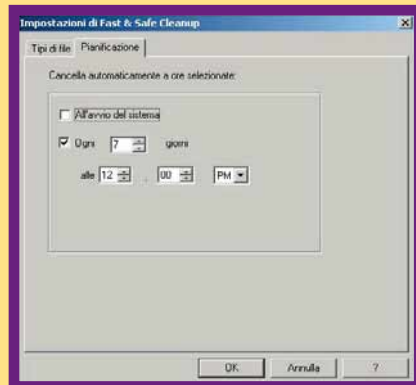 Impostazioni di Fast & Safe Cleanup
Tipi di file Pianificazione
Cancella automaticamente a ore selezionate:
All'avvio del sistema
Ogni 7 giorni
alle 12 . 00 PM
OK Annulla ?